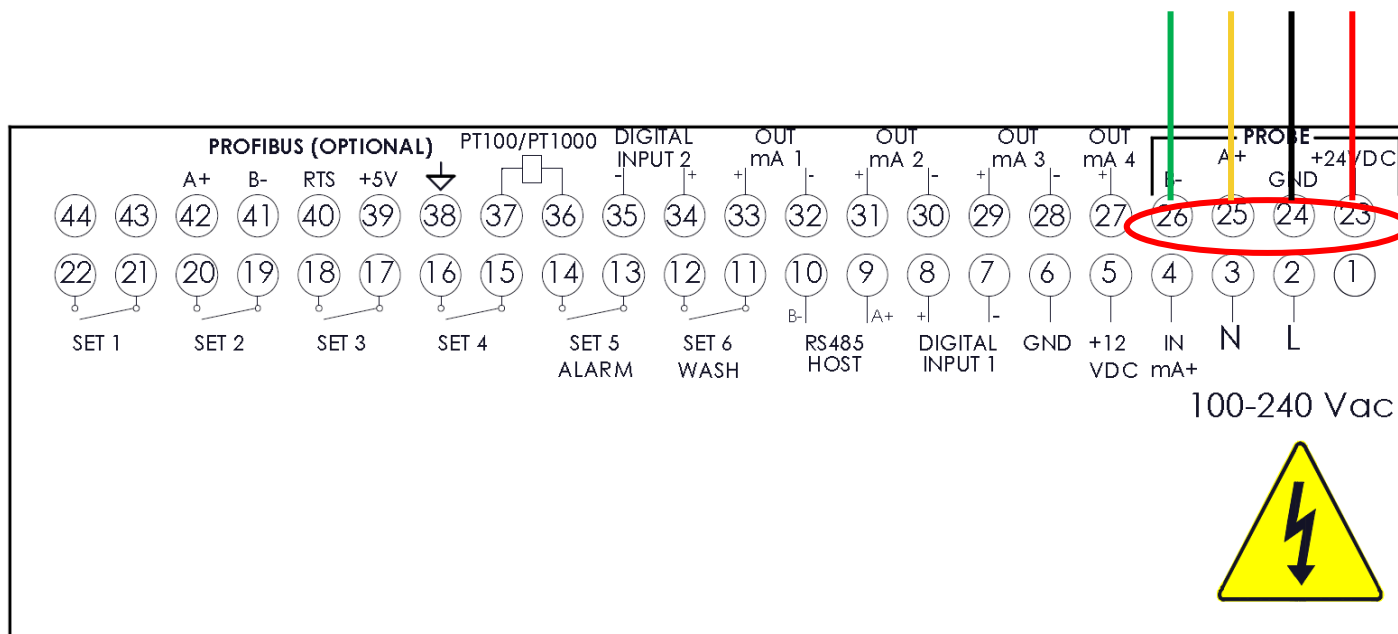 PROFIBUS (OPTIONAL) PT100/PT1000 DIGITAL INPUT 2 OUT mA 1 OUT mA 2 OUT mA 3 OUT mA 4 PROBE
A+ B- RTS +5V - + + - + - + - + B- A+ GND +24VDC
44 43 42 41 40 39 38 37 36 35 34 33 32 31 30 29 28 27 26 25 24 23
22 21 20 19 18 17 16 15 14 13 12 11 10 9 8 7 6 5 4 3 2 1
B- A+ + -
SET 1 SET 2 SET 3 SET 4 SET 5 ALARM SET 6 WASH RS485 HOST DIGITAL INPUT 1 GND +12 VDC IN mA+ N L
100-240 Vac